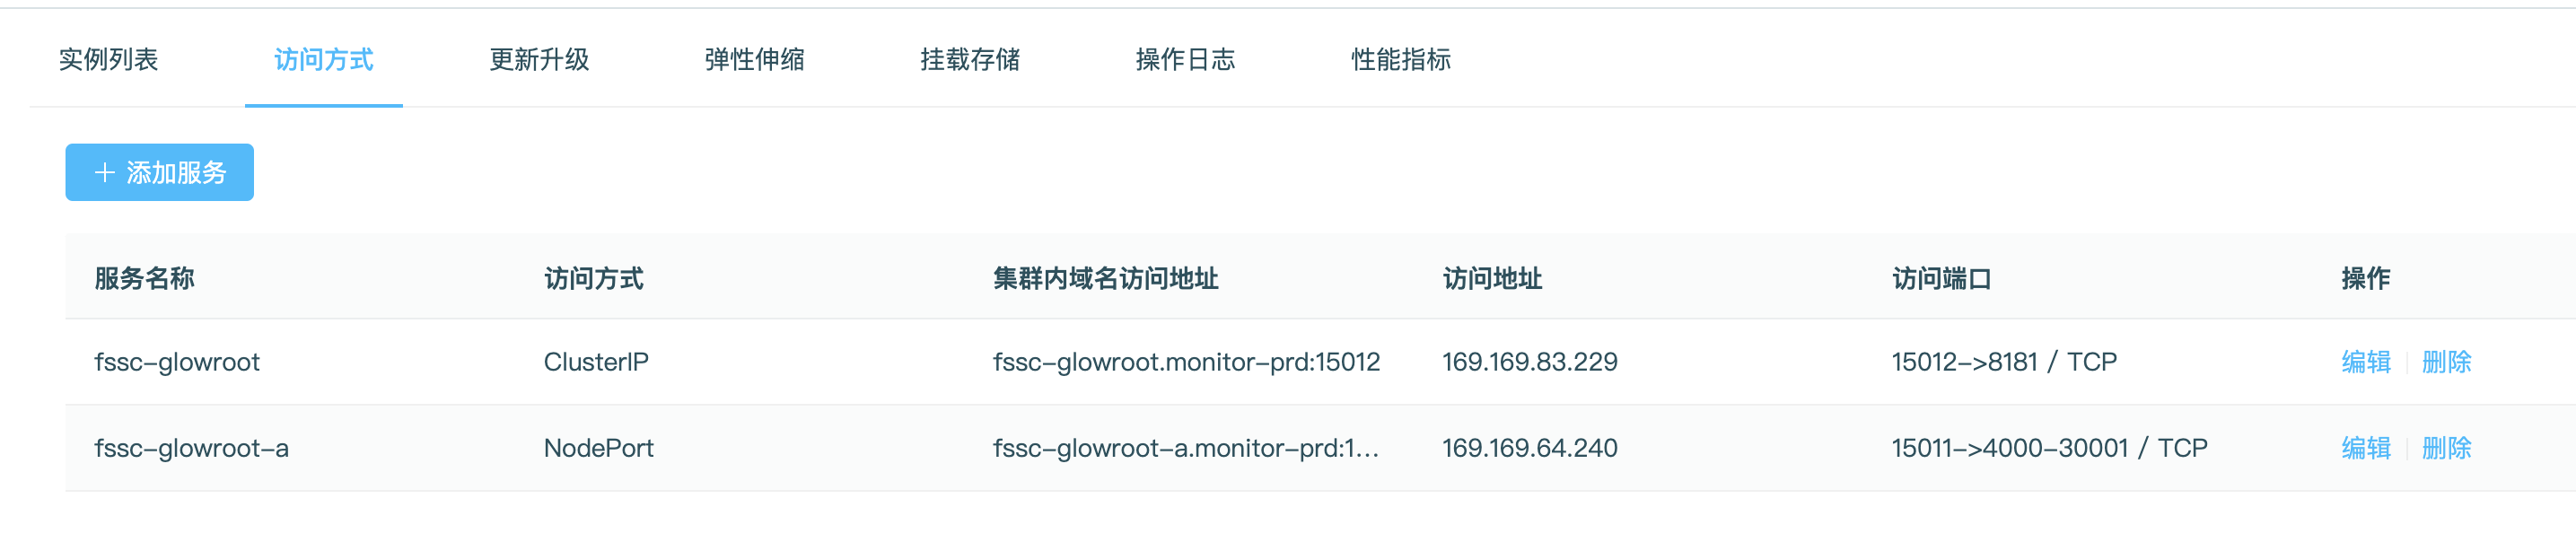 实例列表 访问方式 更新升级 弹性伸缩 挂载存储 操作日志 性能指标
+ 添加服务
服务名称 访问方式 集群内域名访问地址 访问地址 访问端口 操作
fssc-glowroot ClusterIP fssc-glowroot.monitor-prd:15012 169.169.83.229 15012->8181 / TCP 编辑 删除
fssc-glowroot-a NodePort fssc-glowroot-a.monitor-prd:1... 169.169.64.240 15011->4000-30001 / TCP 编辑 删除